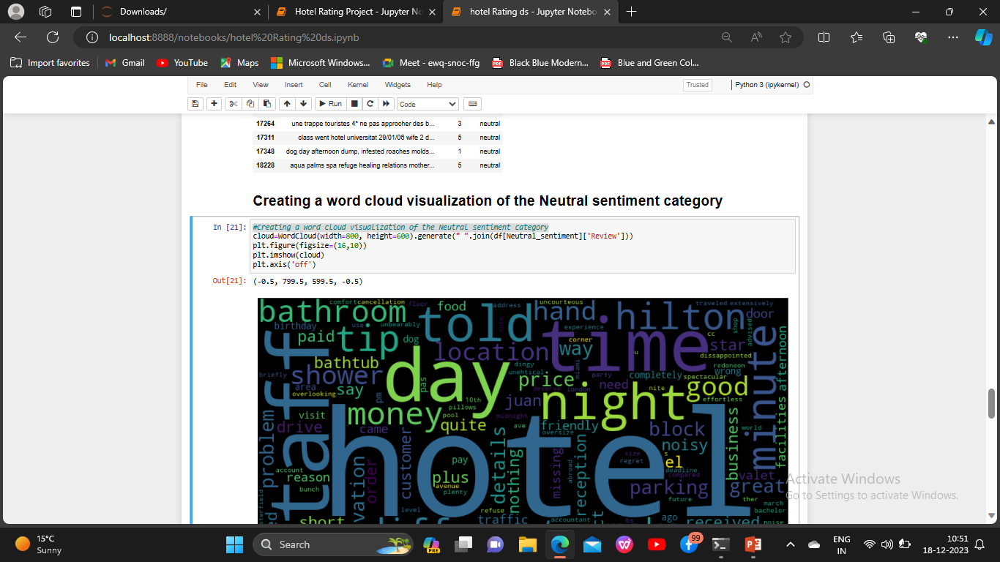 Downloads/
Hotel Rating Project - Jupyter No
hotel Rating ds - Jupyter Notebo
localhost:8888/notebooks/hotel%20Rating%20ds.ipynb
Import favorites
Gmail
YouTube
Maps
Microsoft Windows...
Meet - ewq-snoc-ffg
Black Blue Modern...
Blue and Green Col...
File Edit View Insert Cell Kernel Widgets Help
Trusted
Python 3 (ipykernel)
Run
Code
17264 une trappe touristes 4* ne pas approcher des b... 3 neutral
17311 class went hotel universitat 29/01/06 wife 2 d... 5 neutral
17348 dog day afternoon dump, infested roaches molds... 1 neutral
18228 aqua palms spa refuge healing relations mother... 5 neutral
Creating a word cloud visualization of the Neutral sentiment category
In [21]: #Creating a word cloud visualization of the Neutral sentiment category
cloud=WordCloud(width=800, height=600).generate(" ".join(df[Neutral_sentiment]['Review']))
plt.figure(figsize=(16,10))
plt.imshow(cloud)
plt.axis('off')
Out[21]: (-0.5, 799.5, 599.5, -0.5)
comfort
cancellation
floor
food
address
uncourteous
traveled
extensively
bathroom
told
hand
hilton
door
shop
advised
birthday
use
unbearably
experience
time
paid
tip
dog
location
corner
way
cc
star
u
dissappointed
staff
bathtub
day
dingy
unehtical
miami
redoneon
minute
afternoon
briefly
shower
price
party
completely
spectacular
wrong
area
say
pas
deserve
london
need
nite
good
overlooking
pm
10th
juan
night
effortless
visit
money
pillows
pool
midnight
facilities
drive
came
quite
ave
friendly
oversize
block
world
problem
hotel
customer
pay
details
nothing
missing
abroad
reception
size
regret
s
noisy
el
deadline
business
account
reason
bunch
vation
order
plus
avenue
plenty
compared
valet
parking
great
future
ther
march
bachelor
level
refuse
accountant
short
traffic
bs
ago
received
noise
Activate Windows
Go to Settings to activate Windows.
15°C
Sunny
Search
PRE
99
ENG
IN
10:51
18-12-2023